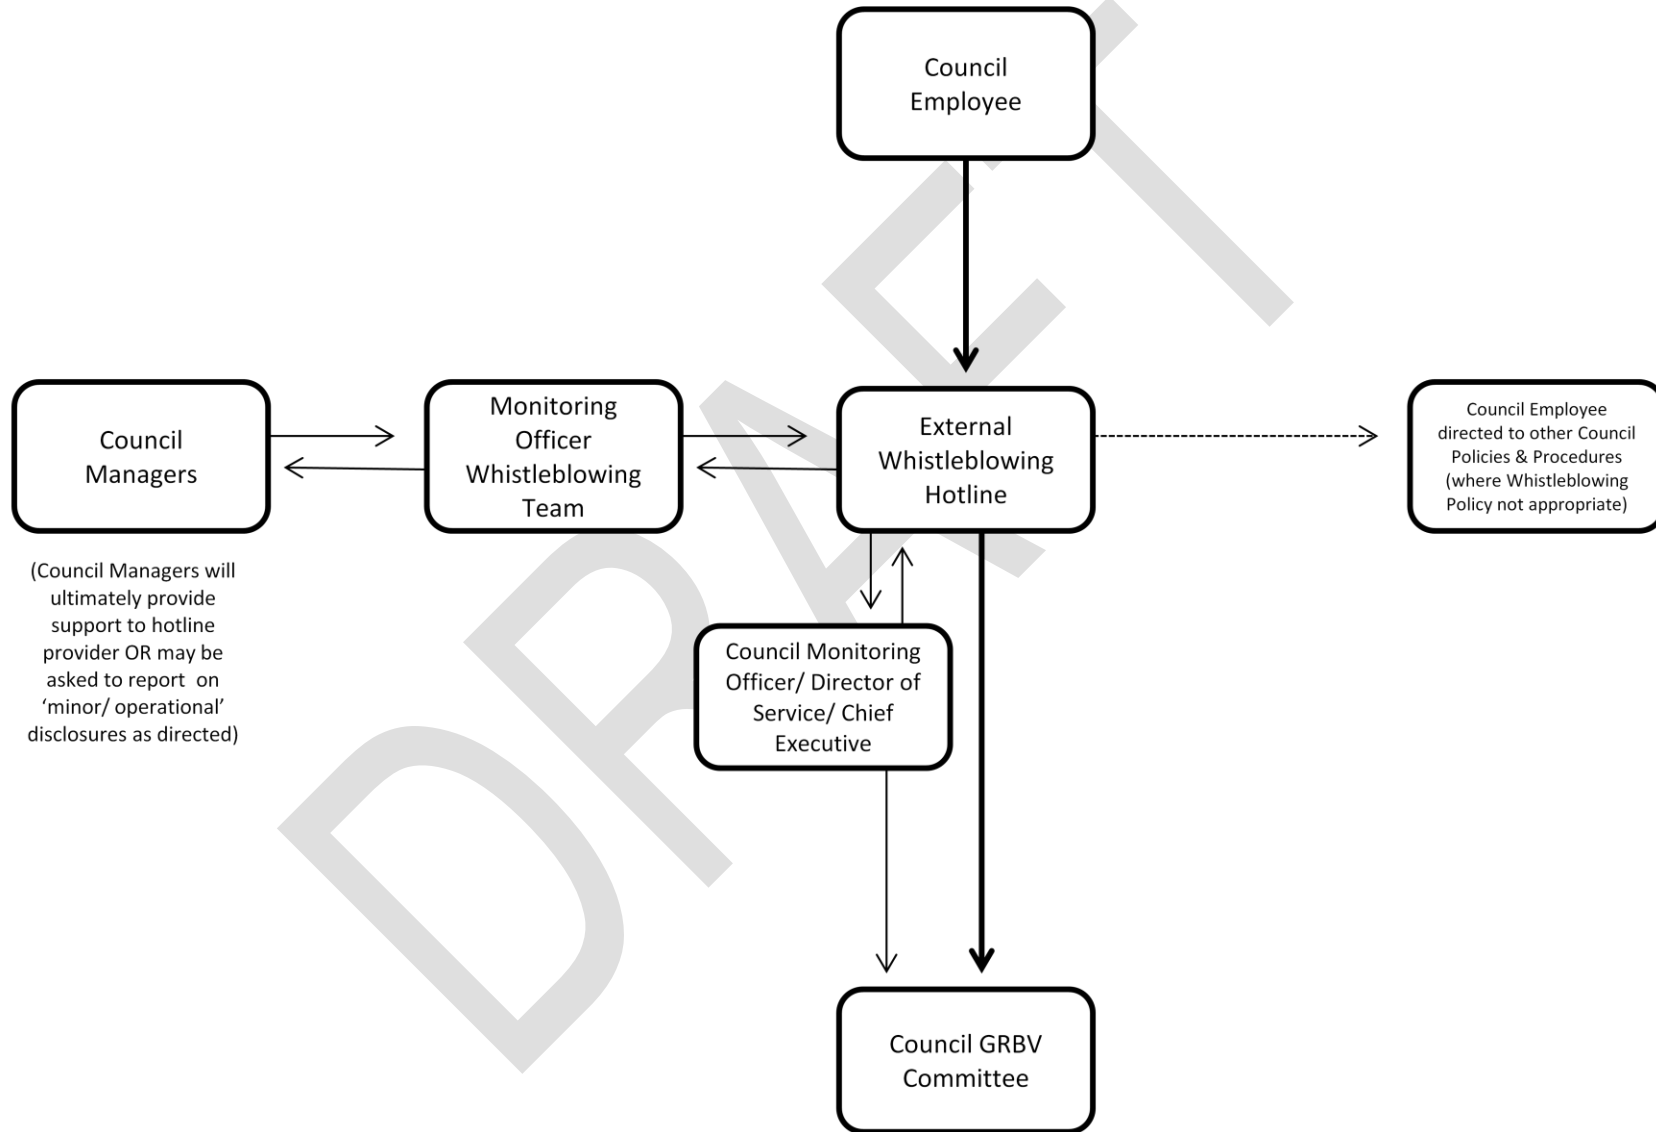 Council
Employee
Council
Managers
Monitoring
Officer
Whistleblowing
Team
External
Whistleblowing
Hotline
Council Employee
directed to other Council
Policies & Procedures
(where Whistleblowing
Policy not appropriate)
(Council Managers will
ultimately provide
support to hotline
provider OR may be
asked to report on
‘minor/ operational’
disclosures as directed)
Council Monitoring
Officer/ Director of
Service/ Chief
Executive
Council GRBV
Committee
DRAFT